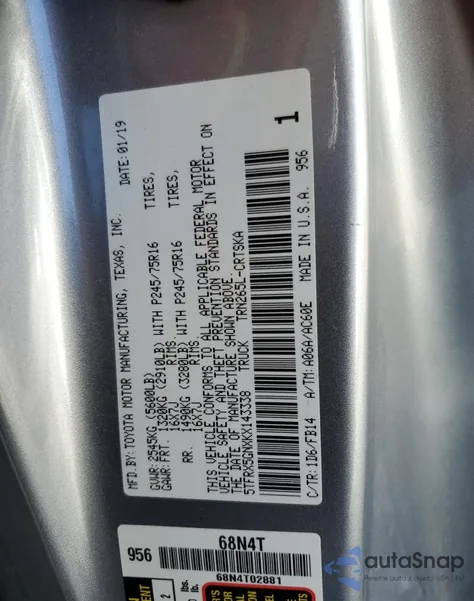 MFD.BY: TOYOTA MOTOR MANUFACTURING, TEXAS, INC. DATE: 01/19
GVWR: 2545KG (5600LB)
GAWR: FRT. 1320KG (2910LB) WITH P245/75R16 TIRES,
16X7J RIMS.
RR. 1490KG (3280LB) WITH P245/75R16 TIRES,
16X7J RIMS.
THIS VEHICLE CONFORMS TO ALL APPLICABLE FEDERAL MOTOR
VEHICLE SAFETY AND THEFT PREVENTION STANDARDS IN EFFECT ON
THE DATE OF MANUFACTURE SHOWN ABOVE.
5TFRX5GNXKX143358 TRUCK TRN265L-CRTSKA
C/TR: 1D6/FB14 A/TM: A06A/AC60E MADE IN U.S.A. 956
1
956 68N4T
68N4T02881
autoSnap